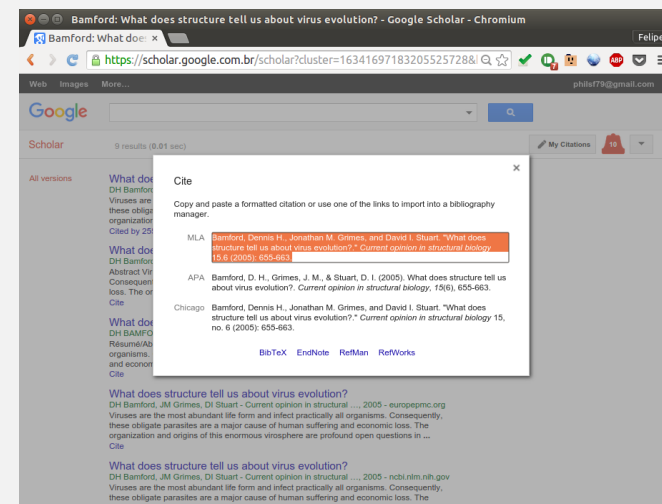 Bamford: What does structure tell us about virus evolution? - Google Scholar - Chromium
Bamford: What doe
Felipe
https://scholar.google.com.br/scholar?cluster=16341697183205525728&
Web Images More...
philsf79@gmail.com
Google
Scholar
9 results (0.01 sec)
My Citations
10
All versions
What doe
DH Bamford
Viruses are
these obliga
organization
Cited by 25
What doe
DH Bamford
Abstract Vir
Consequen
loss. The or
Cite
What doe
DH BAMFO
Résumé/Ab
organisms.
and econom
Cite
Cite
Copy and paste a formatted citation or use one of the links to import into a bibliography
manager.
MLA Bamford, Dennis H., Jonathan M. Grimes, and David I. Stuart. "What does
structure tell us about virus evolution?." Current opinion in structural biology
15.6 (2005): 655-663.
APA Bamford, D. H., Grimes, J. M., & Stuart, D. I. (2005). What does structure tell us
about virus evolution?. Current opinion in structural biology, 15(6), 655-663.
Chicago Bamford, Dennis H., Jonathan M. Grimes, and David I. Stuart. "What does
structure tell us about virus evolution?." Current opinion in structural biology 15,
no. 6 (2005): 655-663.
BibTeX EndNote RefMan RefWorks
What does structure tell us about virus evolution?
DH Bamford, JM Grimes, DI Stuart - Current opinion in structural ..., 2005 - europepmc.org
Viruses are the most abundant life form and infect practically all organisms. Consequently,
these obligate parasites are a major cause of human suffering and economic loss. The
organization and origins of this enormous virosphere are profound open questions in ...
Cite
What does structure tell us about virus evolution?
DH Bamford, JM Grimes, DI Stuart - Current opinion in structural ..., 2005 - ncbi.nlm.nih.gov
Viruses are the most abundant life form and infect practically all organisms. Consequently,
these obligate parasites are a major cause of human suffering and economic loss. The